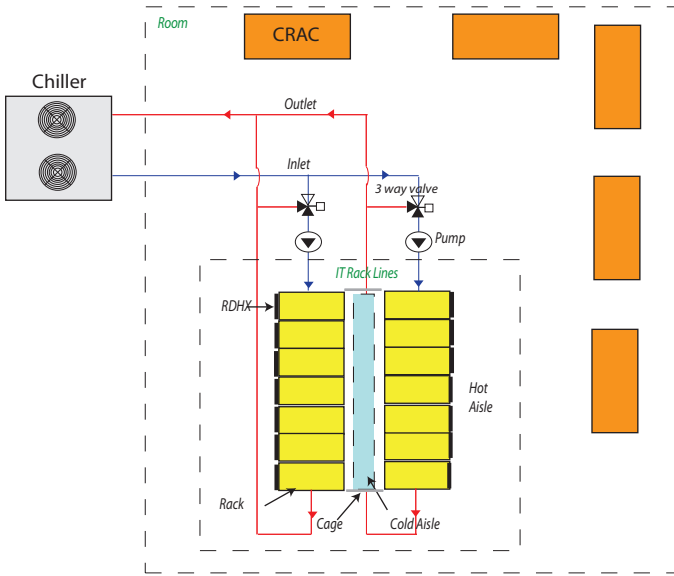 Room
CRAC
Chiller
Outlet
Inlet
3 way valve
Pump
IT Rack Lines
RDHX
Hot
Aisle
Rack
Cage
Cold Aisle